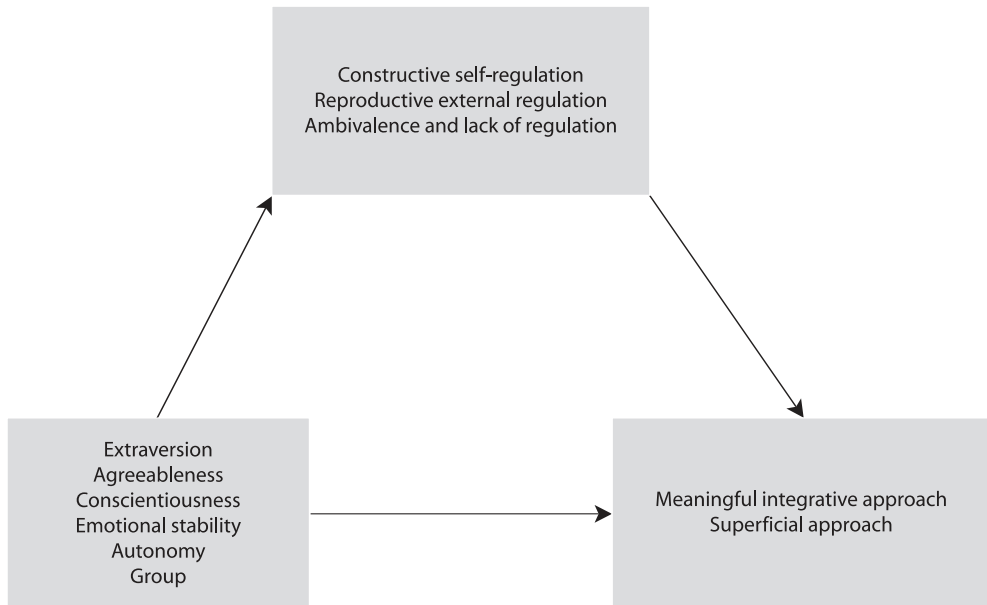 Constructive self-regulation
Reproductive external regulation
Ambivalence and lack of regulation
Extraversion
Agreeableness
Conscientiousness
Emotional stability
Autonomy
Group
Meaningful integrative approach
Superficial approach